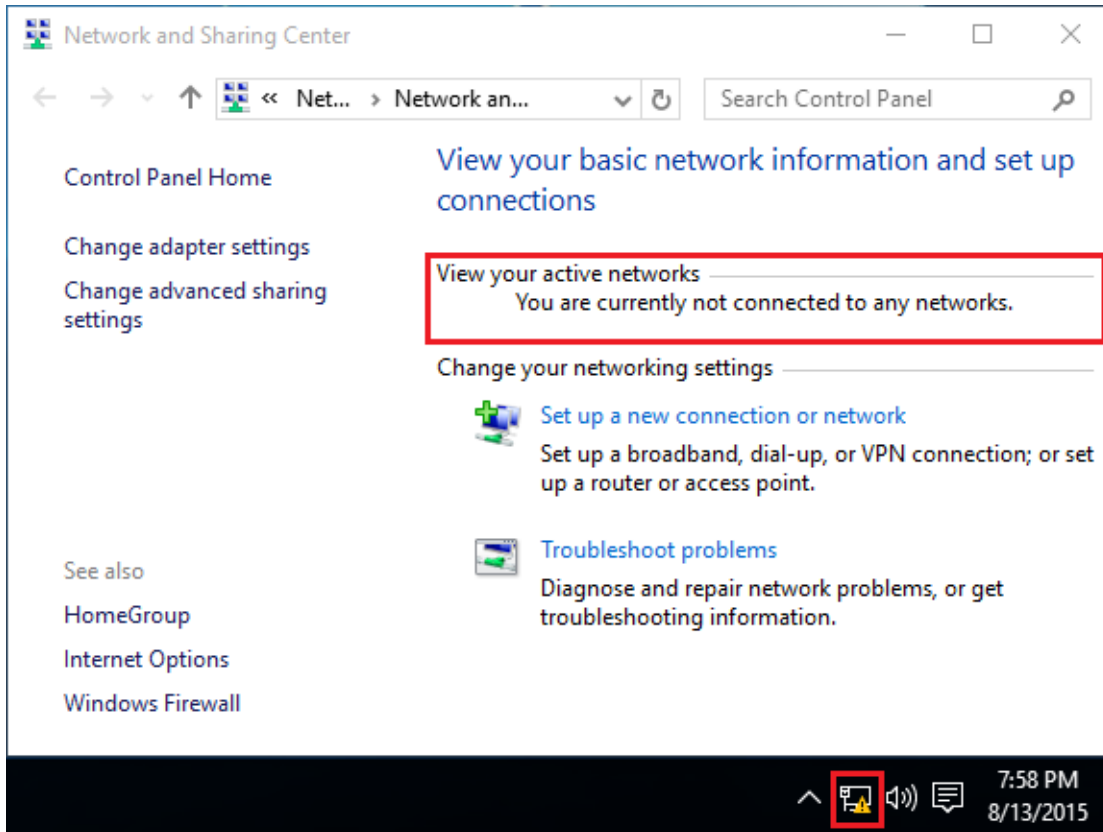 Network and Sharing Center
« Net... > Network an...
Search Control Panel
Control Panel Home
Change adapter settings
Change advanced sharing
settings
See also
HomeGroup
Internet Options
Windows Firewall
View your basic network information and set up
connections
View your active networks
You are currently not connected to any networks.
Change your networking settings
Set up a new connection or network
Set up a broadband, dial-up, or VPN connection; or set
up a router or access point.
Troubleshoot problems
Diagnose and repair network problems, or get
troubleshooting information.
7:58 PM
8/13/2015